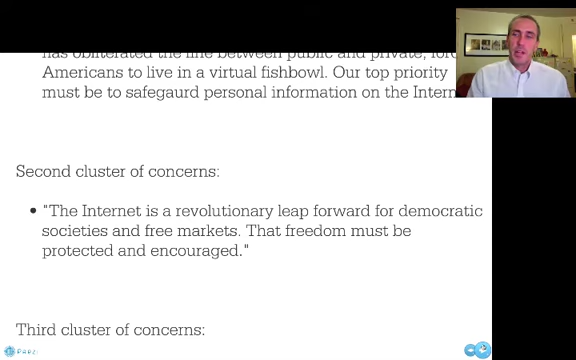 has obliterated the line between public and private, for
Americans to live in a virtual fishbowl. Our top priority
must be to safegaurd personal information on the Intern
Second cluster of concerns:
• "The Internet is a revolutionary leap forward for democratic
societies and free markets. That freedom must be
protected and encouraged."
Third cluster of concerns: